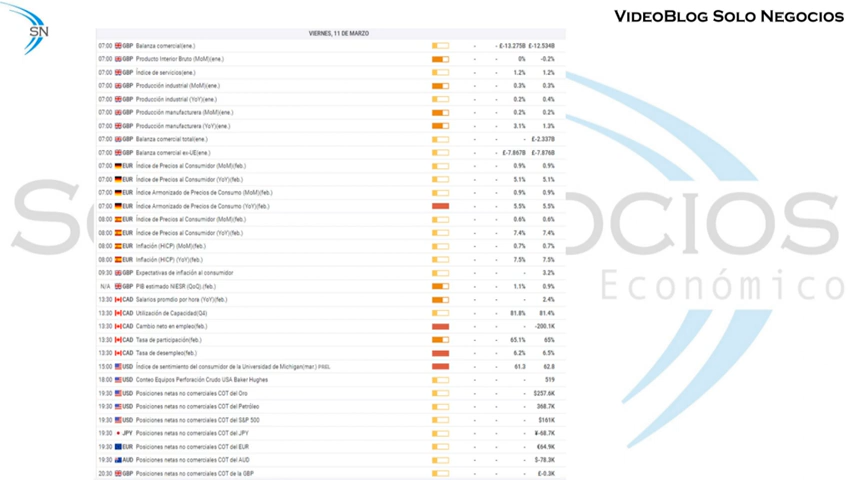 SN
VIDEOBLOG SOLO NEGOCIOS
VIERNES, 11 DE MARZO
07:00 GBP Balanza comercial(ene.) - - £-13.275B £-12.534B
07:00 GBP Producto Interior Bruto (MoM)(ene.) - - 0% -0.2%
07:00 GBP Índice de servicios(ene.) - - 1.2% 1.2%
07:00 GBP Producción industrial (MoM)(ene.) - - 0.3% 0.3%
07:00 GBP Producción industrial (YoY)(ene.) - - 0.2% 0.4%
07:00 GBP Producción manufacturera (MoM)(ene.) - - 0.2% 0.2%
07:00 GBP Producción manufacturera (YoY)(ene.) - - 3.1% 1.3%
07:00 GBP Balanza comercial total(ene.) - - - £-2.337B
07:00 GBP Balanza comercial ex-UE(ene.) - - £-7.867B £-7.876B
07:00 EUR Índice de Precios al Consumidor (MoM)(feb.) - - 0.9% 0.9%
07:00 EUR Índice de Precios al Consumidor (YoY)(feb.) - - 5.1% 5.1%
07:00 EUR Índice Armonizado de Precios de Consumo (MoM)(feb.) - - 0.9% 0.9%
07:00 EUR Índice Armonizado de Precios de Consumo (YoY)(feb.) - - 5.5% 5.5%
08:00 EUR Índice de Precios al Consumidor (MoM)(feb.) - - 0.6% 0.6%
08:00 EUR Índice de Precios al Consumidor (YoY)(feb.) - - 7.4% 7.4%
08:00 EUR Inflación (HICP) (MoM)(feb.) - - 0.7% 0.7%
08:00 EUR Inflación (HICP) (YoY)(feb.) - - 7.5% 7.5%
09:30 GBP Expectativas de inflación al consumidor - - - 3.2%
N/A GBP PIB estimado NIESR (QoQ).(feb.) - - 1.1% 0.9%
13:30 CAD Salarios promdio por hora (YoY)(feb.) - - - 2.4%
13:30 CAD Utilización de Capacidad(Q4) - - 81.8% 81.4%
13:30 CAD Cambio neto en empleo(feb.) - - - -200.1K
13:30 CAD Tasa de participación(feb.) - - 65.1% 65%
13:30 CAD Tasa de desempleo(feb.) - - 6.2% 6.5%
15:00 USD Índice de sentimiento del consumidor de la Universidad de Michigan(mar.) PREL - - 61.3 62.8
18:00 USD Conteo Equipos Perforación Crudo USA Baker Hughes - - - 519
19:30 USD Posiciones netas no comerciales COT del Oro - - - $257.6K
19:30 USD Posiciones netas no comerciales COT del Petróleo - - - 368.7K
19:30 USD Posiciones netas no comerciales COT del S&P 500 - - - $161K
19:30 JPY Posiciones netas no comerciales COT del JPY - - - ¥-68.7K
19:30 EUR Posiciones netas no comerciales COT del EUR - - - €64.9K
19:30 AUD Posiciones netas no comerciales COT del AUD - - - $-78.3K
20:30 GBP Posiciones netas no comerciales COT de la GBP - - - £-0.3K
Económico